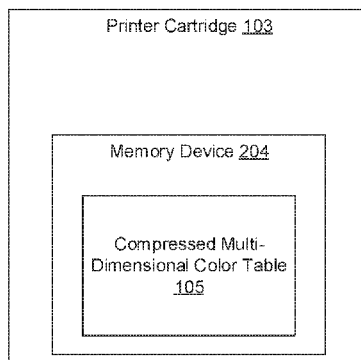 Printer Cartridge 103
Memory Device 204
Compressed Multi-
Dimensional Color Table
105